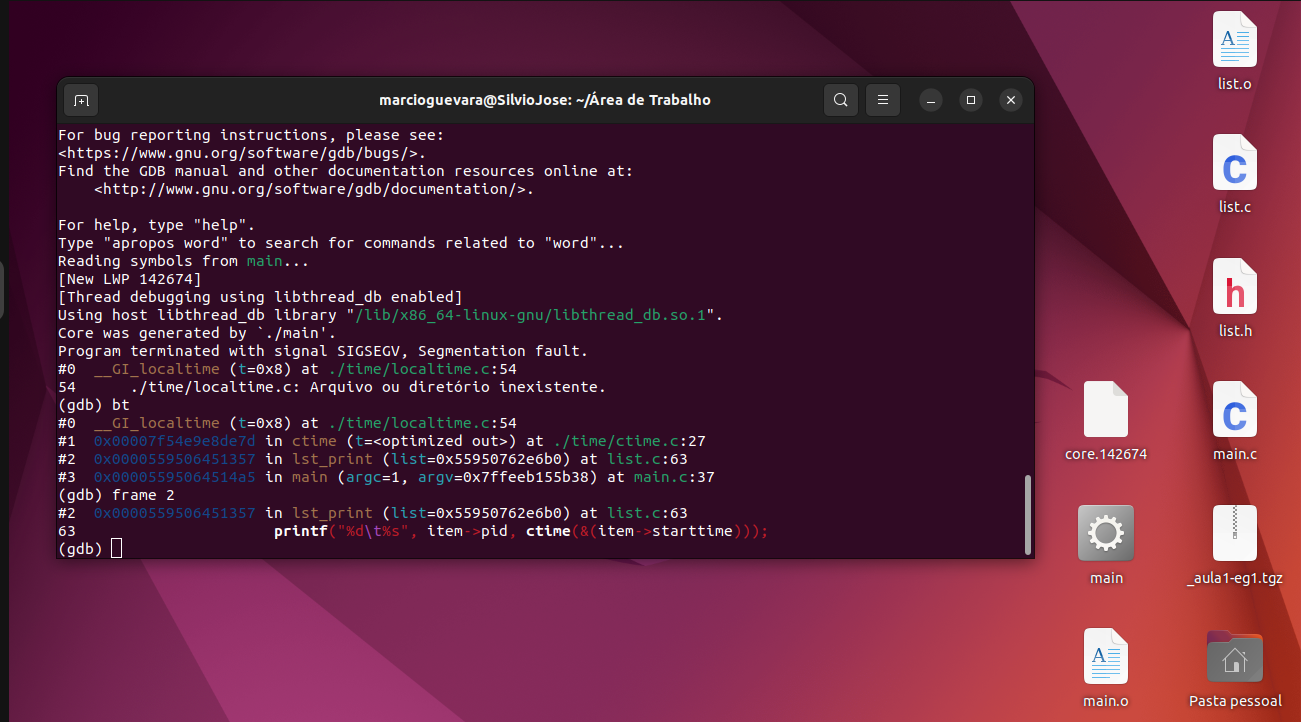 marcioguevara@SilvioJose: ~/Área de Trabalho
For bug reporting instructions, please see:
<https://www.gnu.org/software/gdb/bugs/>.
Find the GDB manual and other documentation resources online at:
    <http://www.gnu.org/software/gdb/documentation/>.
For help, type "help".
Type "apropos word" to search for commands related to "word"...
Reading symbols from main...
[New LWP 142674]
[Thread debugging using libthread_db enabled]
Using host libthread_db library "/lib/x86_64-linux-gnu/libthread_db.so.1".
Core was generated by `./main'.
Program terminated with signal SIGSEGV, Segmentation fault.
#0  __GI_localtime (t=0x8) at ./time/localtime.c:54
54      ./time/localtime.c: Arquivo ou diretório inexistente.
(gdb) bt
#0  __GI_localtime (t=0x8) at ./time/localtime.c:54
#1  0x00007f54e9e8de7d in ctime (t=<optimized out>) at ./time/ctime.c:27
#2  0x0000559506451357 in lst_print (list=0x55950762e6b0) at list.c:63
#3  0x00005595064514a5 in main (argc=1, argv=0x7ffeeb155b38) at main.c:37
(gdb) frame 2
#2  0x0000559506451357 in lst_print (list=0x55950762e6b0) at list.c:63
63                      printf("%d\t%s", item->pid, ctime(&(item->starttime)));
(gdb)
list.o
list.c
list.h
core.142674
main.c
main
_aula1-eg1.tgz
main.o
Pasta pessoal